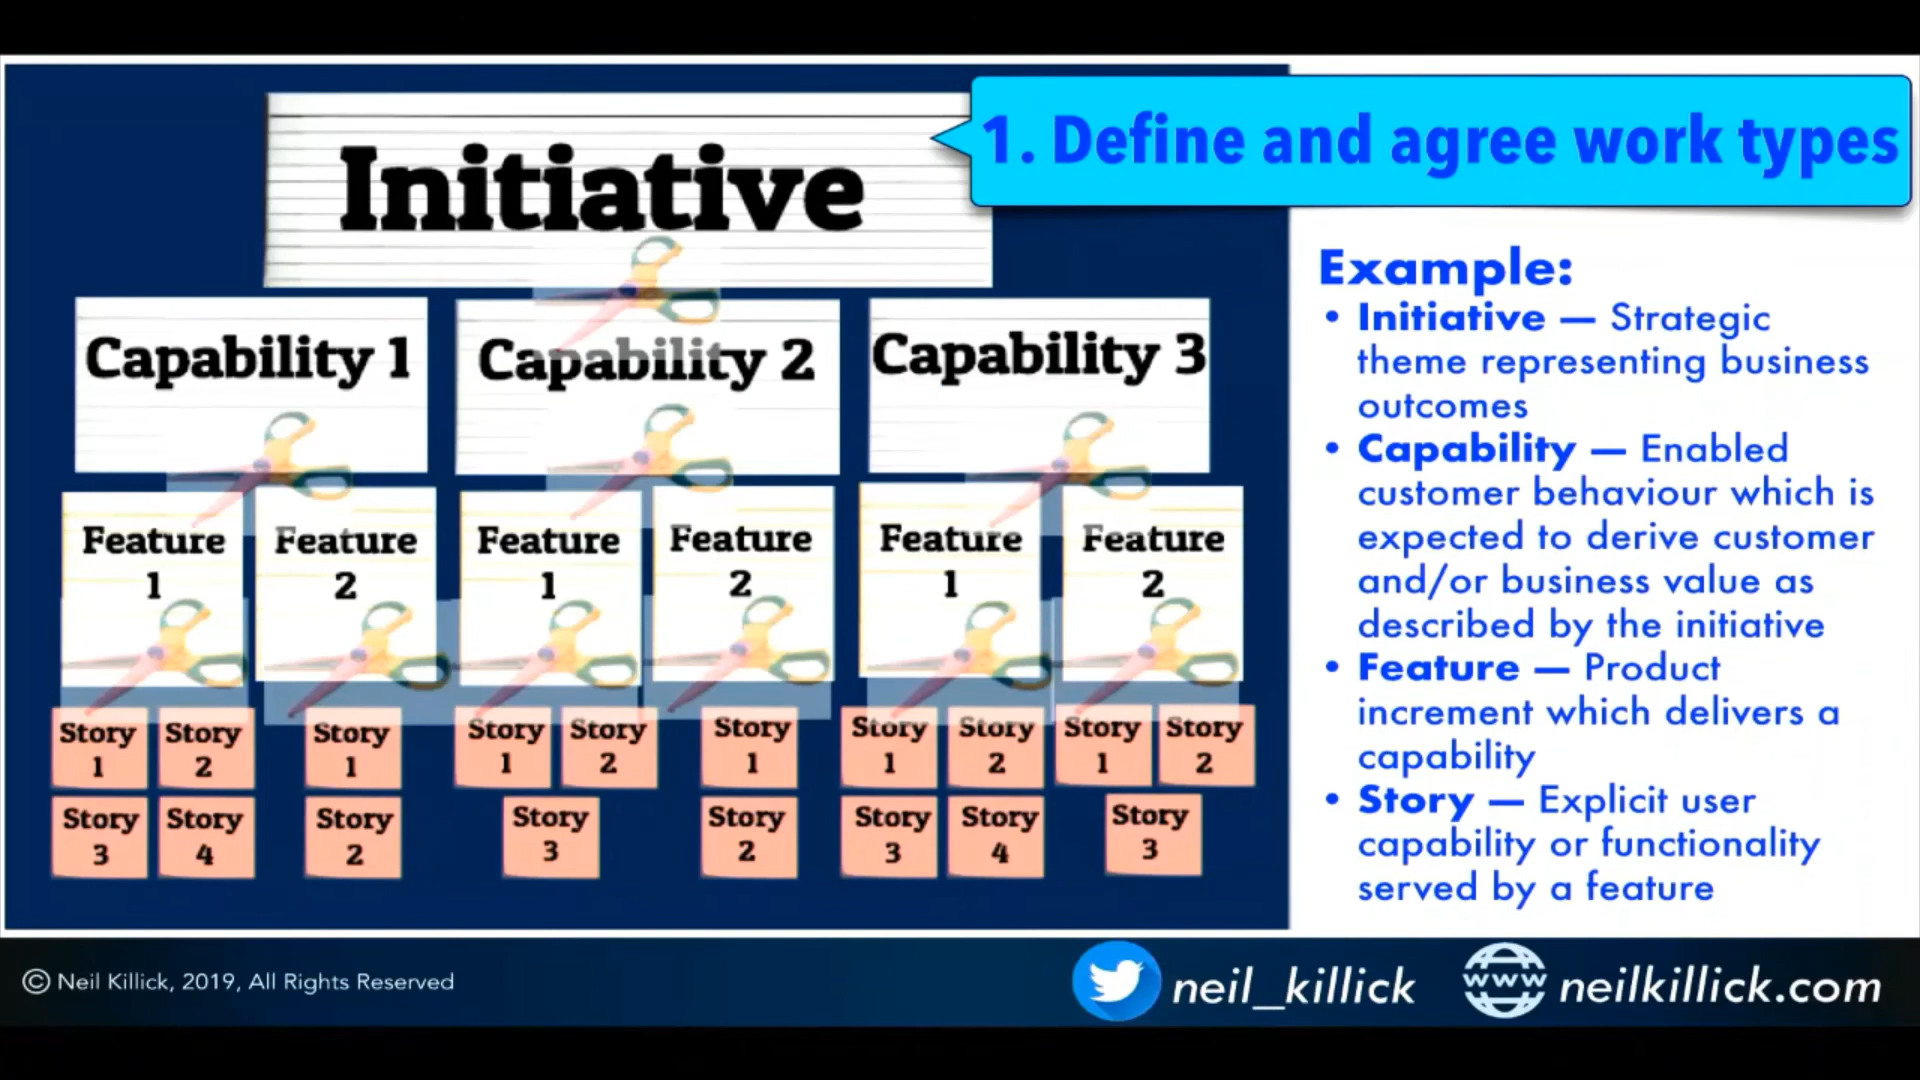 Initiative
1. Define and agree work types
Capability 1
Capability 2
Capability 3
Feature
1
Feature
2
Feature
1
Feature
2
Feature
1
Feature
2
Story
1
Story
2
Story
1
Story
1
Story
2
Story
1
Story
1
Story
2
Story
1
Story
2
Story
3
Story
4
Story
2
Story
3
Story
2
Story
3
Story
4
Story
3
Example:
• Initiative — Strategic
theme representing business
outcomes
• Capability — Enabled
customer behaviour which is
expected to derive customer
and/or business value as
described by the initiative
• Feature — Product
increment which delivers a
capability
• Story — Explicit user
capability or functionality
served by a feature
© Neil Killick, 2019, All Rights Reserved
neil_killick
www neilkillick.com